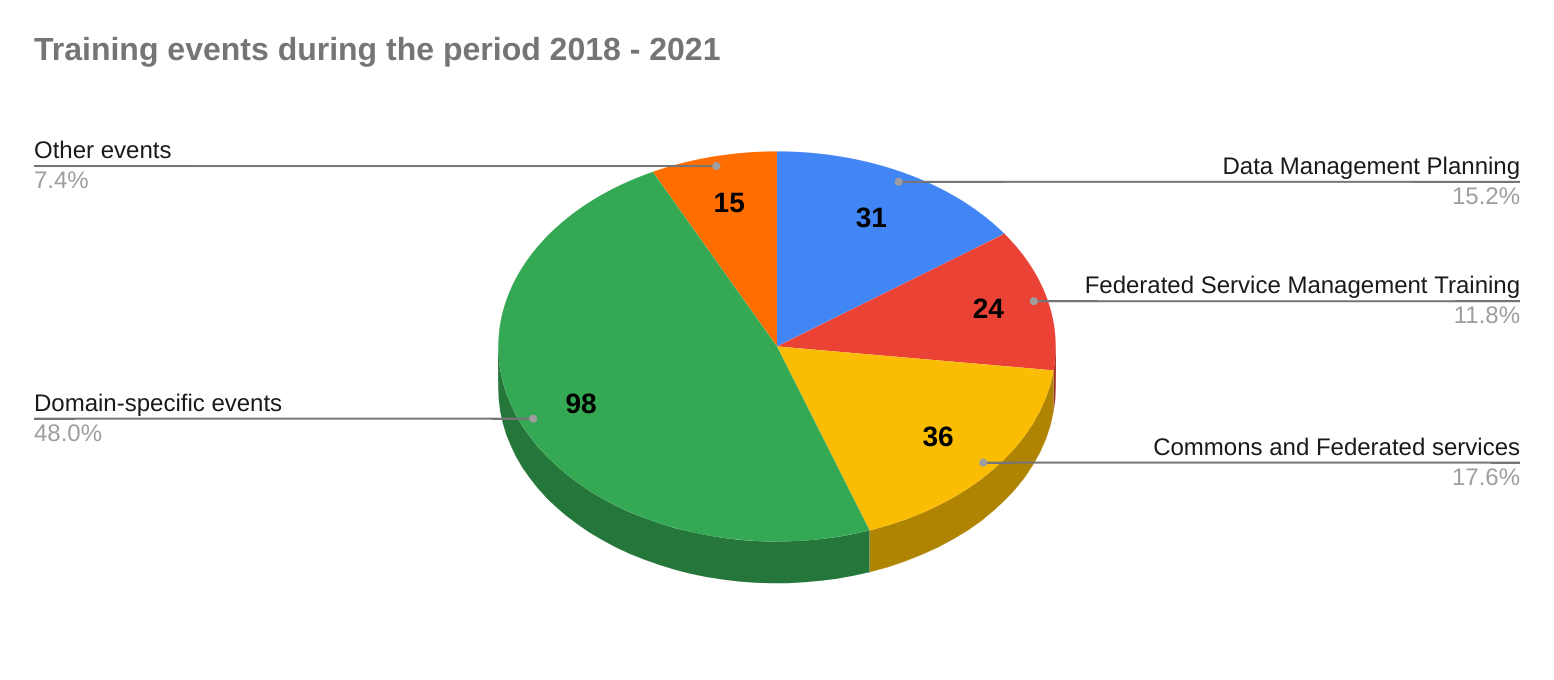 Training events during the period 2018 - 2021
Other events
7.4%
Data Management Planning
15.2%
15
31
Federated Service Management Training
11.8%
24
Domain-specific events
48.0%
98
36
Commons and Federated services
17.6%